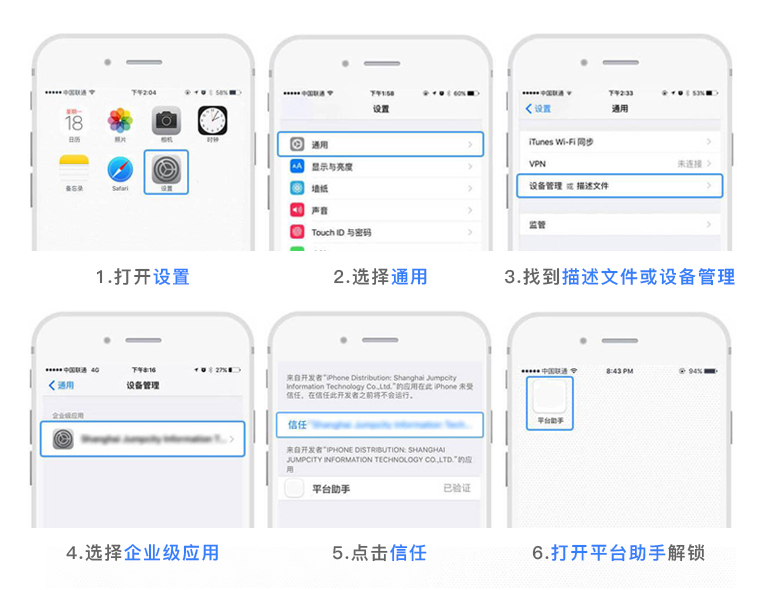 中国联通 下午2:04 58%
星期一
18
日历 照片 相机 时钟
备忘录 Safari 设置
1.打开设置
中国联通 下午1:58 60%
设置
通用
显示与亮度
墙纸
声音
Touch ID 与密码
2.选择通用
中国联通 下午2:33 53%
设置 通用
iTunes Wi-Fi 同步
VPN 未连接
设备管理 或 描述文件
监管
3.找到描述文件或设备管理
中国联通 4G 下午8:16 27%
通用 设备管理
企业级应用
Shanghai Jumpcity Information T...
4.选择企业级应用
来自开发者“iPhone Distribution: Shanghai Jumpcity
Information Technology Co.,Ltd.”的应用在此 iPhone 未受
信任。在信任此开发者之前将不会运行。
信任“Shanghai Jumpcity Information Tech...
来自开发者“IPHONE DISTRIBUTION: SHANGHAI
JUMPCITY INFORMATION TECHNOLOGY CO.,LTD.”的应
用
平台助手 已验证
5.点击信任
中国联通 8:43 PM 94%
平台助手
6.打开平台助手解锁